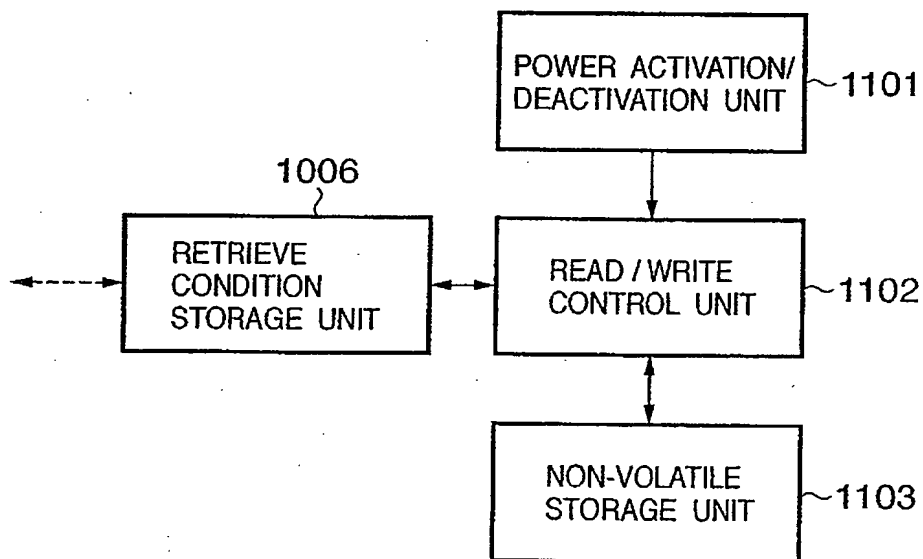 POWER ACTIVATION/
DEACTIVATION UNIT
1101
1006
RETRIEVE
CONDITION
STORAGE UNIT
READ / WRITE
CONTROL UNIT
1102
NON-VOLATILE
STORAGE UNIT
1103